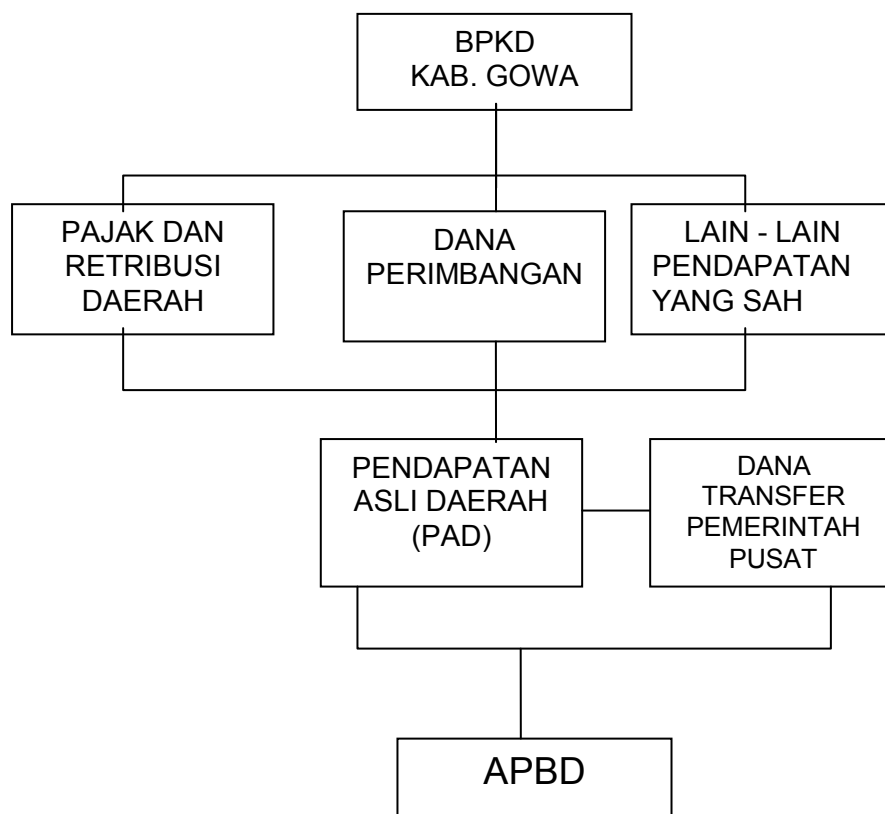 BPKD
KAB. GOWA
PAJAK DAN
RETRIBUSI
DAERAH
DANA
PERIMBANGAN
LAIN - LAIN
PENDAPATAN
YANG SAH
PENDAPATAN
ASLI DAERAH
(PAD)
DANA
TRANSFER
PEMERINTAH
PUSAT
APBD